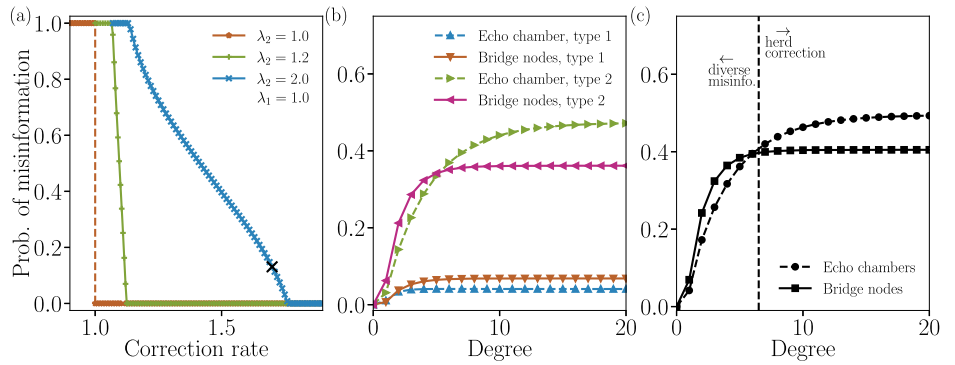 (a)
Prob. of misinformation
1.0
0.8
0.6
0.4
0.2
0.0
λ₂ = 1.0
λ₂ = 1.2
λ₂ = 2.0
λ₁ = 1.0
1.0
1.5
Correction rate
(b)
0.6
0.4
0.2
0.0
Echo chamber, type 1
Bridge nodes, type 1
Echo chamber, type 2
Bridge nodes, type 2
0
10
20
Degree
(c)
0.6
0.4
0.2
0.0
→
herd
correction
←
diverse
misinfo.
Echo chambers
Bridge nodes
0
10
20
Degree